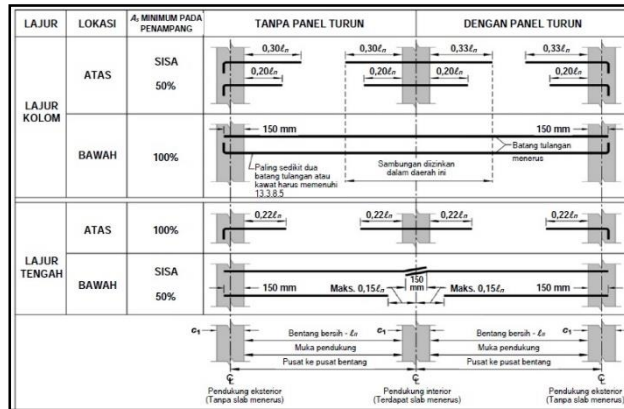 LAJUR LOKASI As MINIMUM PADA PENAMPANG TANPA PANEL TURUN DENGAN PANEL TURUN
LAJUR KOLOM
ATAS
SISA
50%
0,30ℓn 0,30ℓn 0,33ℓn 0,33ℓn
0,20ℓn 0,20ℓn 0,20ℓn 0,20ℓn
BAWAH
100%
150 mm 150 mm
Batang tulangan menerus
Paling sedikit dua batang tulangan atau kawat harus memenuhi 13.3.8.5
Sambungan diizinkan dalam daerah ini
LAJUR TENGAH
ATAS
100%
0,22ℓn 0,22ℓn 0,22ℓn 0,22ℓn
BAWAH
SISA
50%
150 mm
150 mm Maks. 0,15ℓn Maks. 0,15ℓn 150 mm
c1 Bentang bersih - ℓn c1 Bentang bersih - ℓn c1
Muka pendukung Muka pendukung
Pusat ke pusat bentang Pusat ke pusat bentang
℄ ℄ ℄
Pendukung eksterior Pendukung interior Pendukung eksterior
(Tanpa slab menerus) (Terdapat slab menerus) (Tanpa slab menerus)